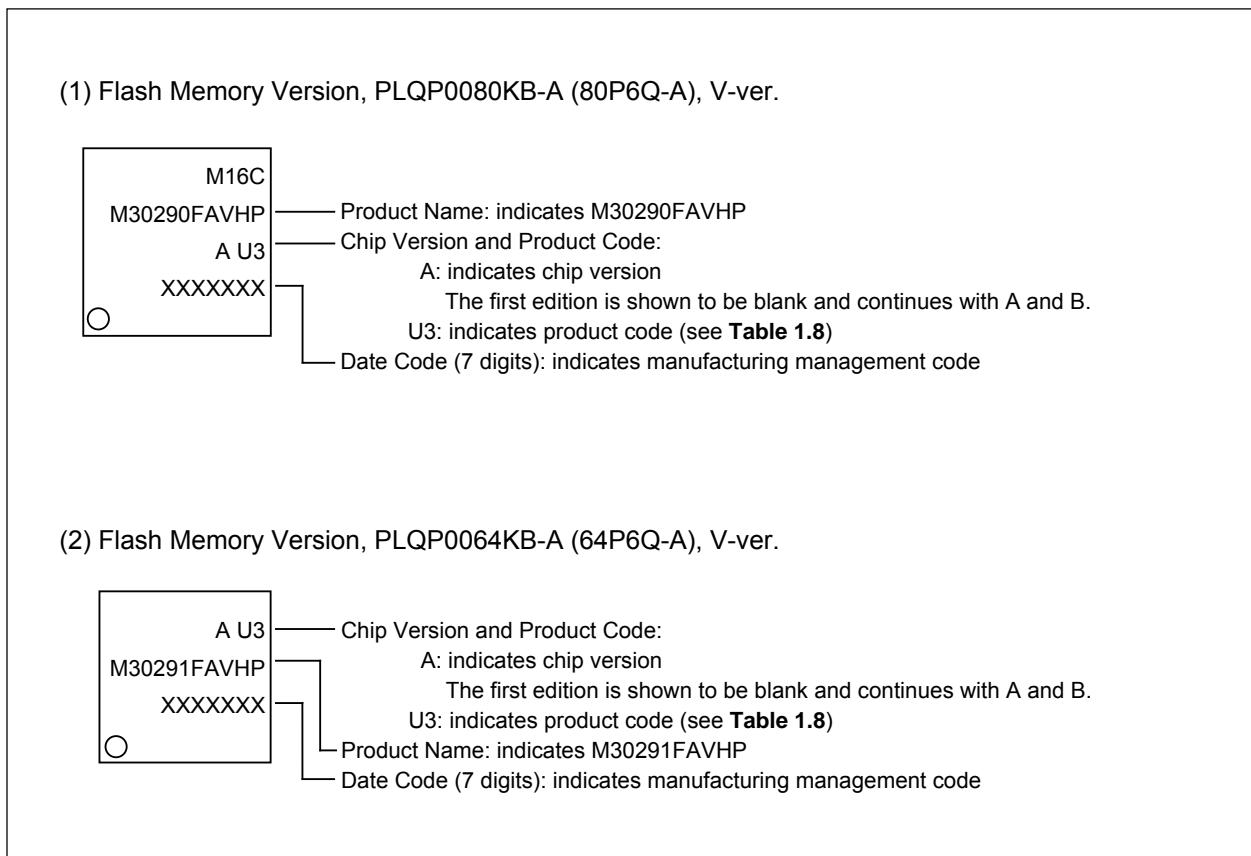 (1) Flash Memory Version, PLQP0080KB-A (80P6Q-A), V-ver.
M16C
M30290FAVHP
A U3
XXXXXXX
Product Name: indicates M30290FAVHP
Chip Version and Product Code:
A: indicates chip version
The first edition is shown to be blank and continues with A and B.
U3: indicates product code (see Table 1.8)
Date Code (7 digits): indicates manufacturing management code
(2) Flash Memory Version, PLQP0064KB-A (64P6Q-A), V-ver.
A U3
M30291FAVHP
XXXXXXX
Chip Version and Product Code:
A: indicates chip version
The first edition is shown to be blank and continues with A and B.
U3: indicates product code (see Table 1.8)
Product Name: indicates M30291FAVHP
Date Code (7 digits): indicates manufacturing management code